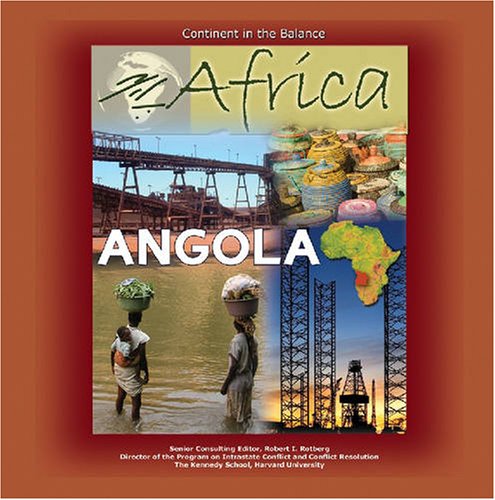 Continent in the Balance
Africa
ANGOLA
Senior Consulting Editor, Robert I. Rotberg
Director of the Program on Intrastate Conflict and Conflict Resolution
The Kennedy School, Harvard University